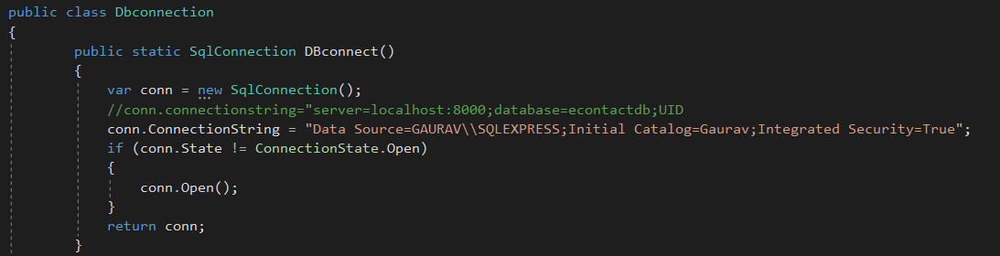 public class Dbconnection
{
public static SqlConnection DBconnect()
{
var conn = new SqlConnection();
//conn.connectionstring="server=localhost:8000;database=econtactdb;UID
conn.ConnectionString = "Data Source=GAURAV\\SQLEXPRESS;Initial Catalog=Gaurav;Integrated Security=True";
if (conn.State != ConnectionState.Open)
{
conn.Open();
}
return conn;
}